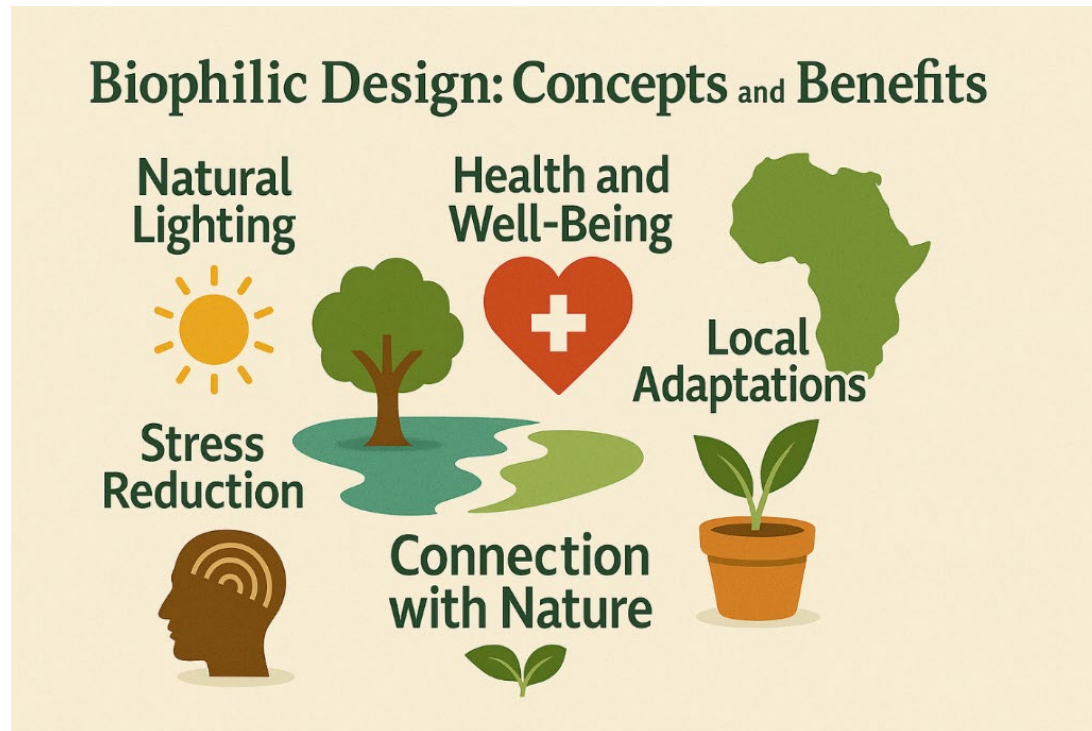 Biophilic Design: Concepts and Benefits
Natural
Lighting
Health and
Well-Being
Local
Adaptations
Stress
Reduction
Connection
with Nature